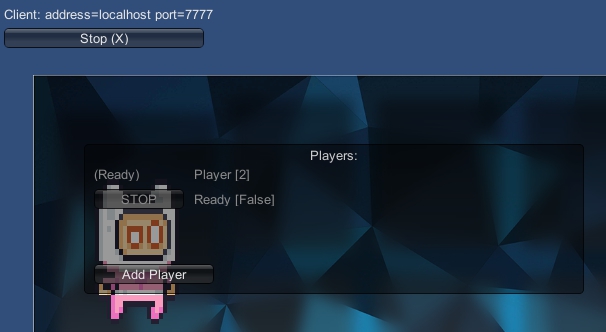 Client: address=localhost port=7777
Stop (X)
Players:
(Ready) Player [2]
STOP Ready [False]
Add Player